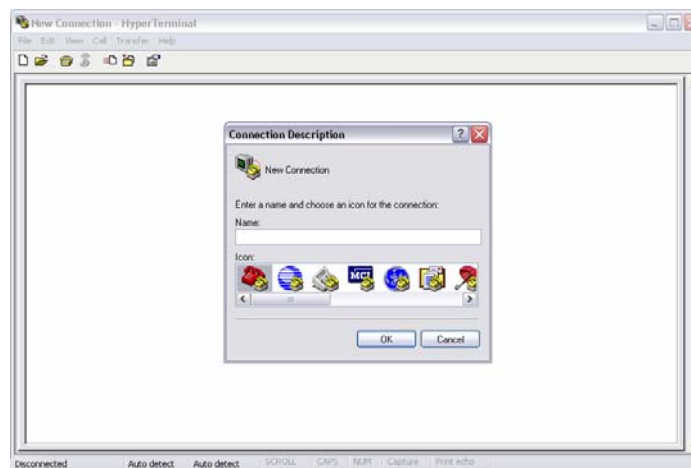 New Connection - HyperTerminal
File Edit View Call Transfer Help
Connection Description
New Connection
Enter a name and choose an icon for the connection:
Name:
Icon:
MCI
OK Cancel
Disconnected Auto detect Auto detect SCROLL CAPS NUM Capture Print echo